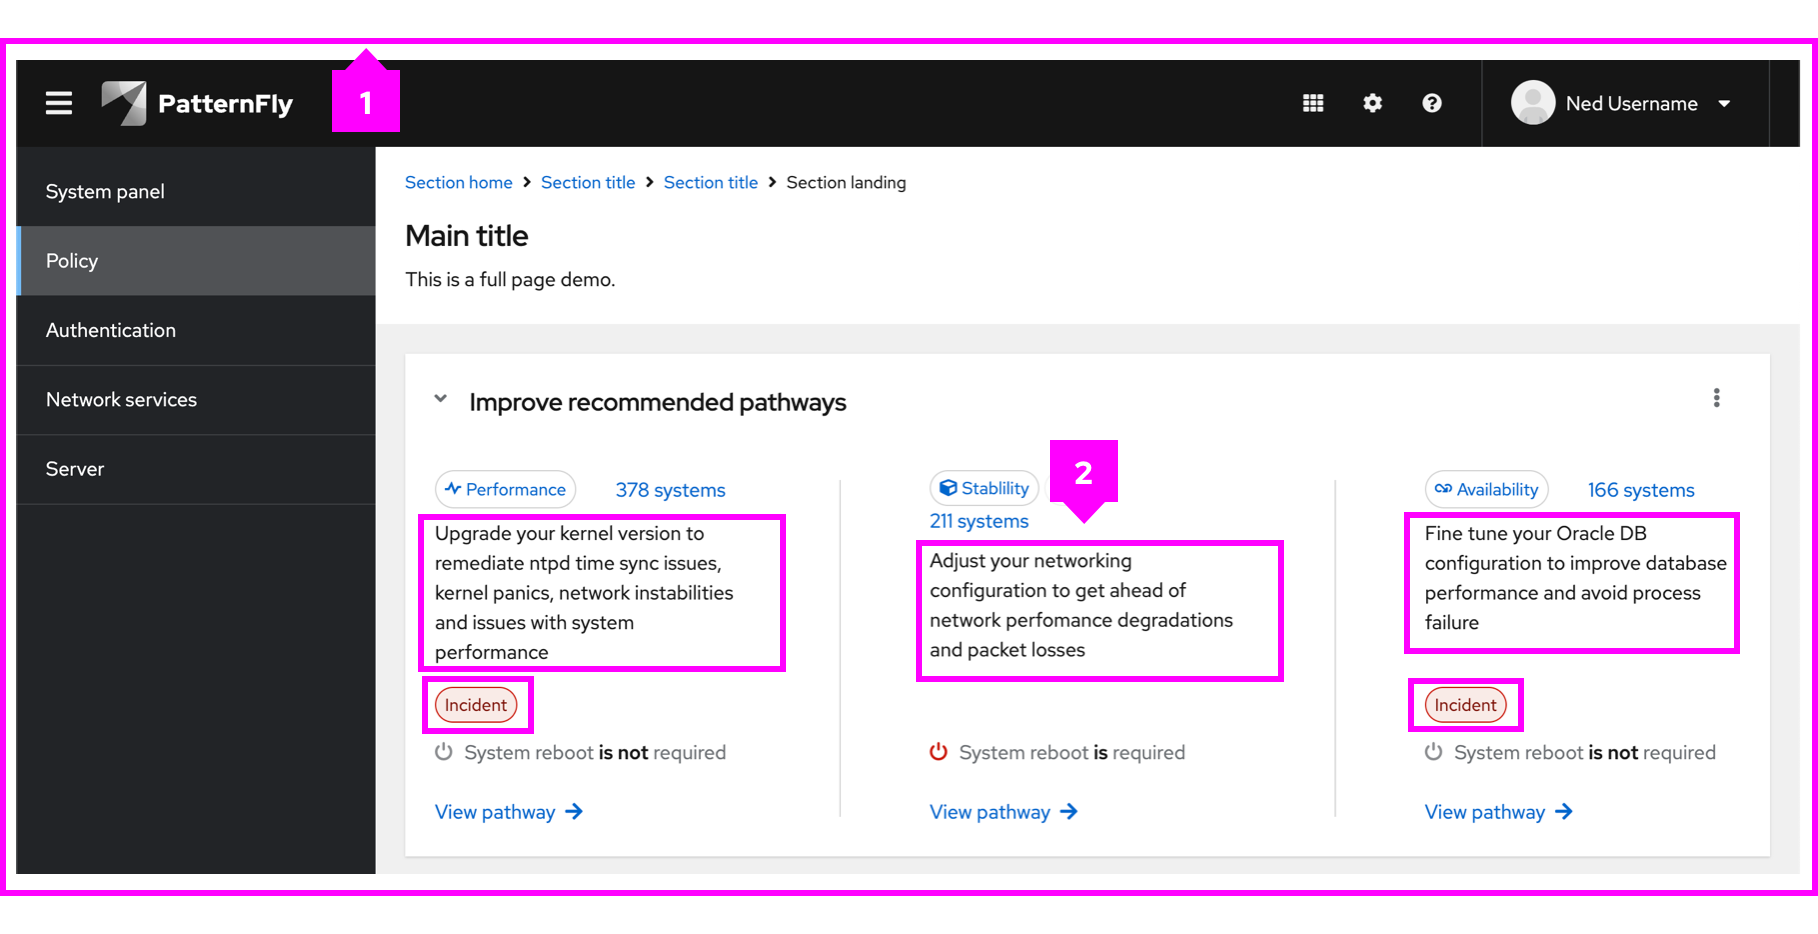 1
PatternFly
Ned Username
System panel
Policy
Authentication
Network services
Server
Section home > Section title > Section title > Section landing
Main title
This is a full page demo.
Improve recommended pathways
Performance 378 systems
Upgrade your kernel version to
remediate ntpd time sync issues,
kernel panics, network instabilities
and issues with system
performance
Incident
System reboot is not required
View pathway →
2
Stablility
211 systems
Adjust your networking
configuration to get ahead of
network perfomance degradations
and packet losses
System reboot is required
View pathway →
Availability 166 systems
Fine tune your Oracle DB
configuration to improve database
performance and avoid process
failure
Incident
System reboot is not required
View pathway →